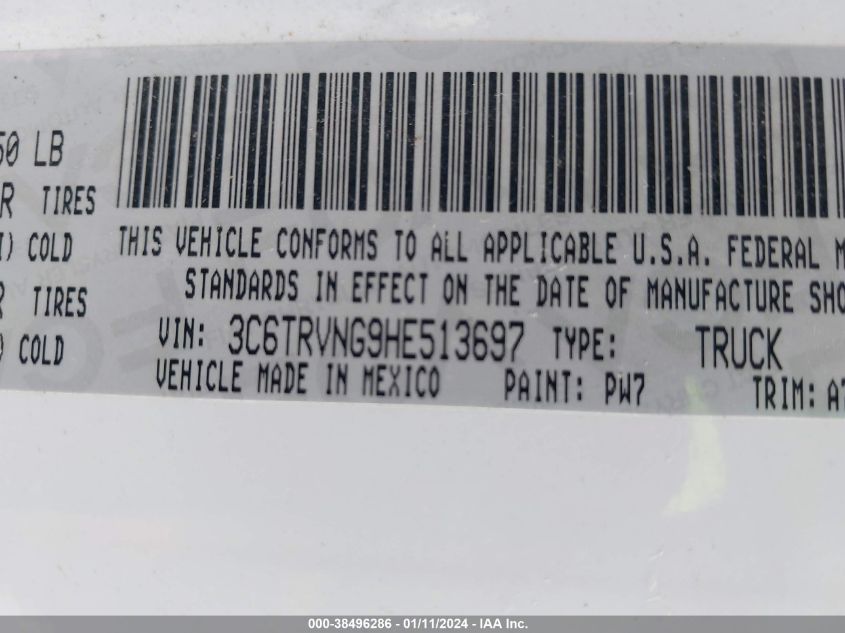 50 LB
R TIRES
I) COLD
R TIRES
) COLD
THIS VEHICLE CONFORMS TO ALL APPLICABLE U.S.A. FEDERAL M
STANDARDS IN EFFECT ON THE DATE OF MANUFACTURE SHO
VIN: 3C6TRVNG9HE513697 TYPE: TRUCK
VEHICLE MADE IN MEXICO PAINT: PW7 TRIM: A7
000-38496286 - 01/11/2024 - IAA Inc.